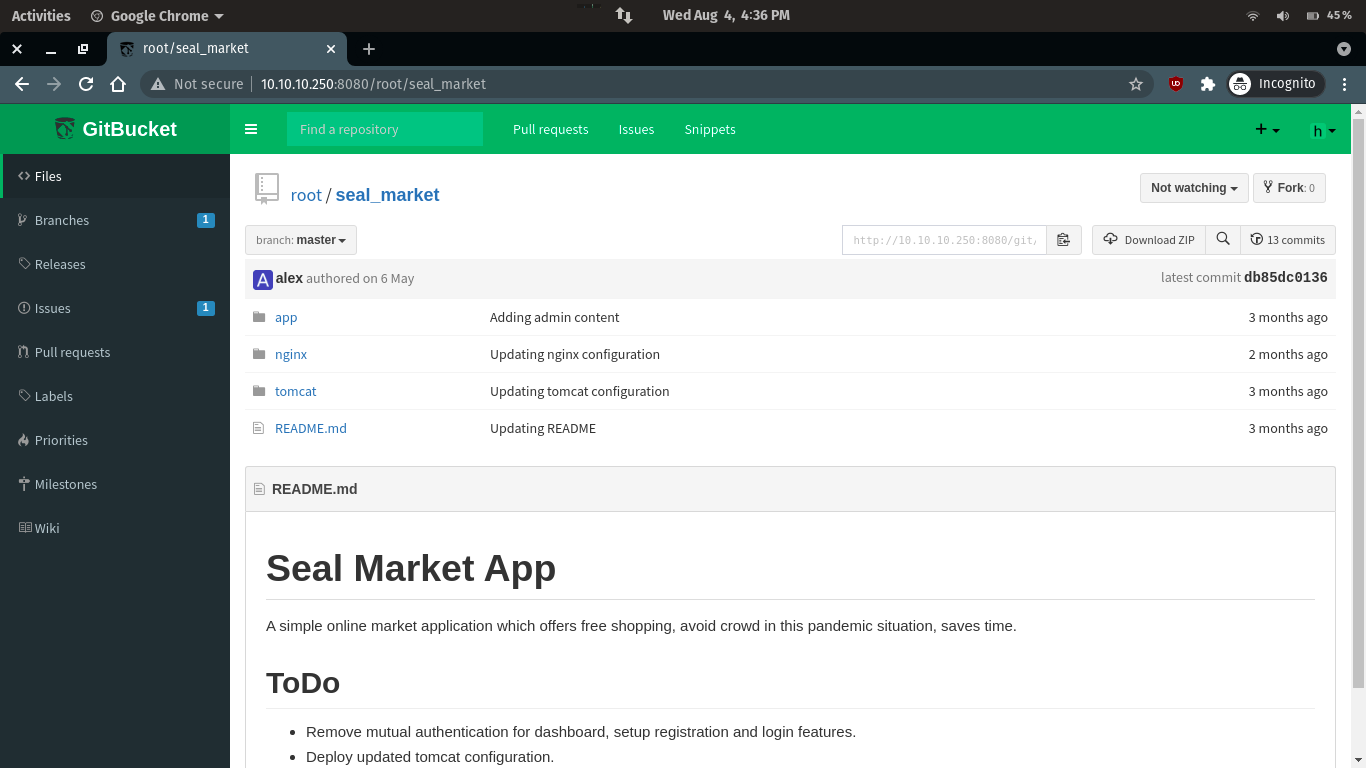 Activities Google Chrome Wed Aug 4, 4:36 PM 45%
root/seal_market
Not secure 10.10.10.250:8080/root/seal_market Incognito
GitBucket Find a repository Pull requests Issues Snippets h
Files
Branches 1
Releases
Issues 1
Pull requests
Labels
Priorities
Milestones
Wiki
root / seal_market Not watching Fork: 0
branch: master http://10.10.10.250:8080/git/ Download ZIP 13 commits
A alex authored on 6 May latest commit db85dc0136
app Adding admin content 3 months ago
nginx Updating nginx configuration 2 months ago
tomcat Updating tomcat configuration 3 months ago
README.md Updating README 3 months ago
README.md
Seal Market App
A simple online market application which offers free shopping, avoid crowd in this pandemic situation, saves time.
ToDo
• Remove mutual authentication for dashboard, setup registration and login features.
• Deploy updated tomcat configuration.